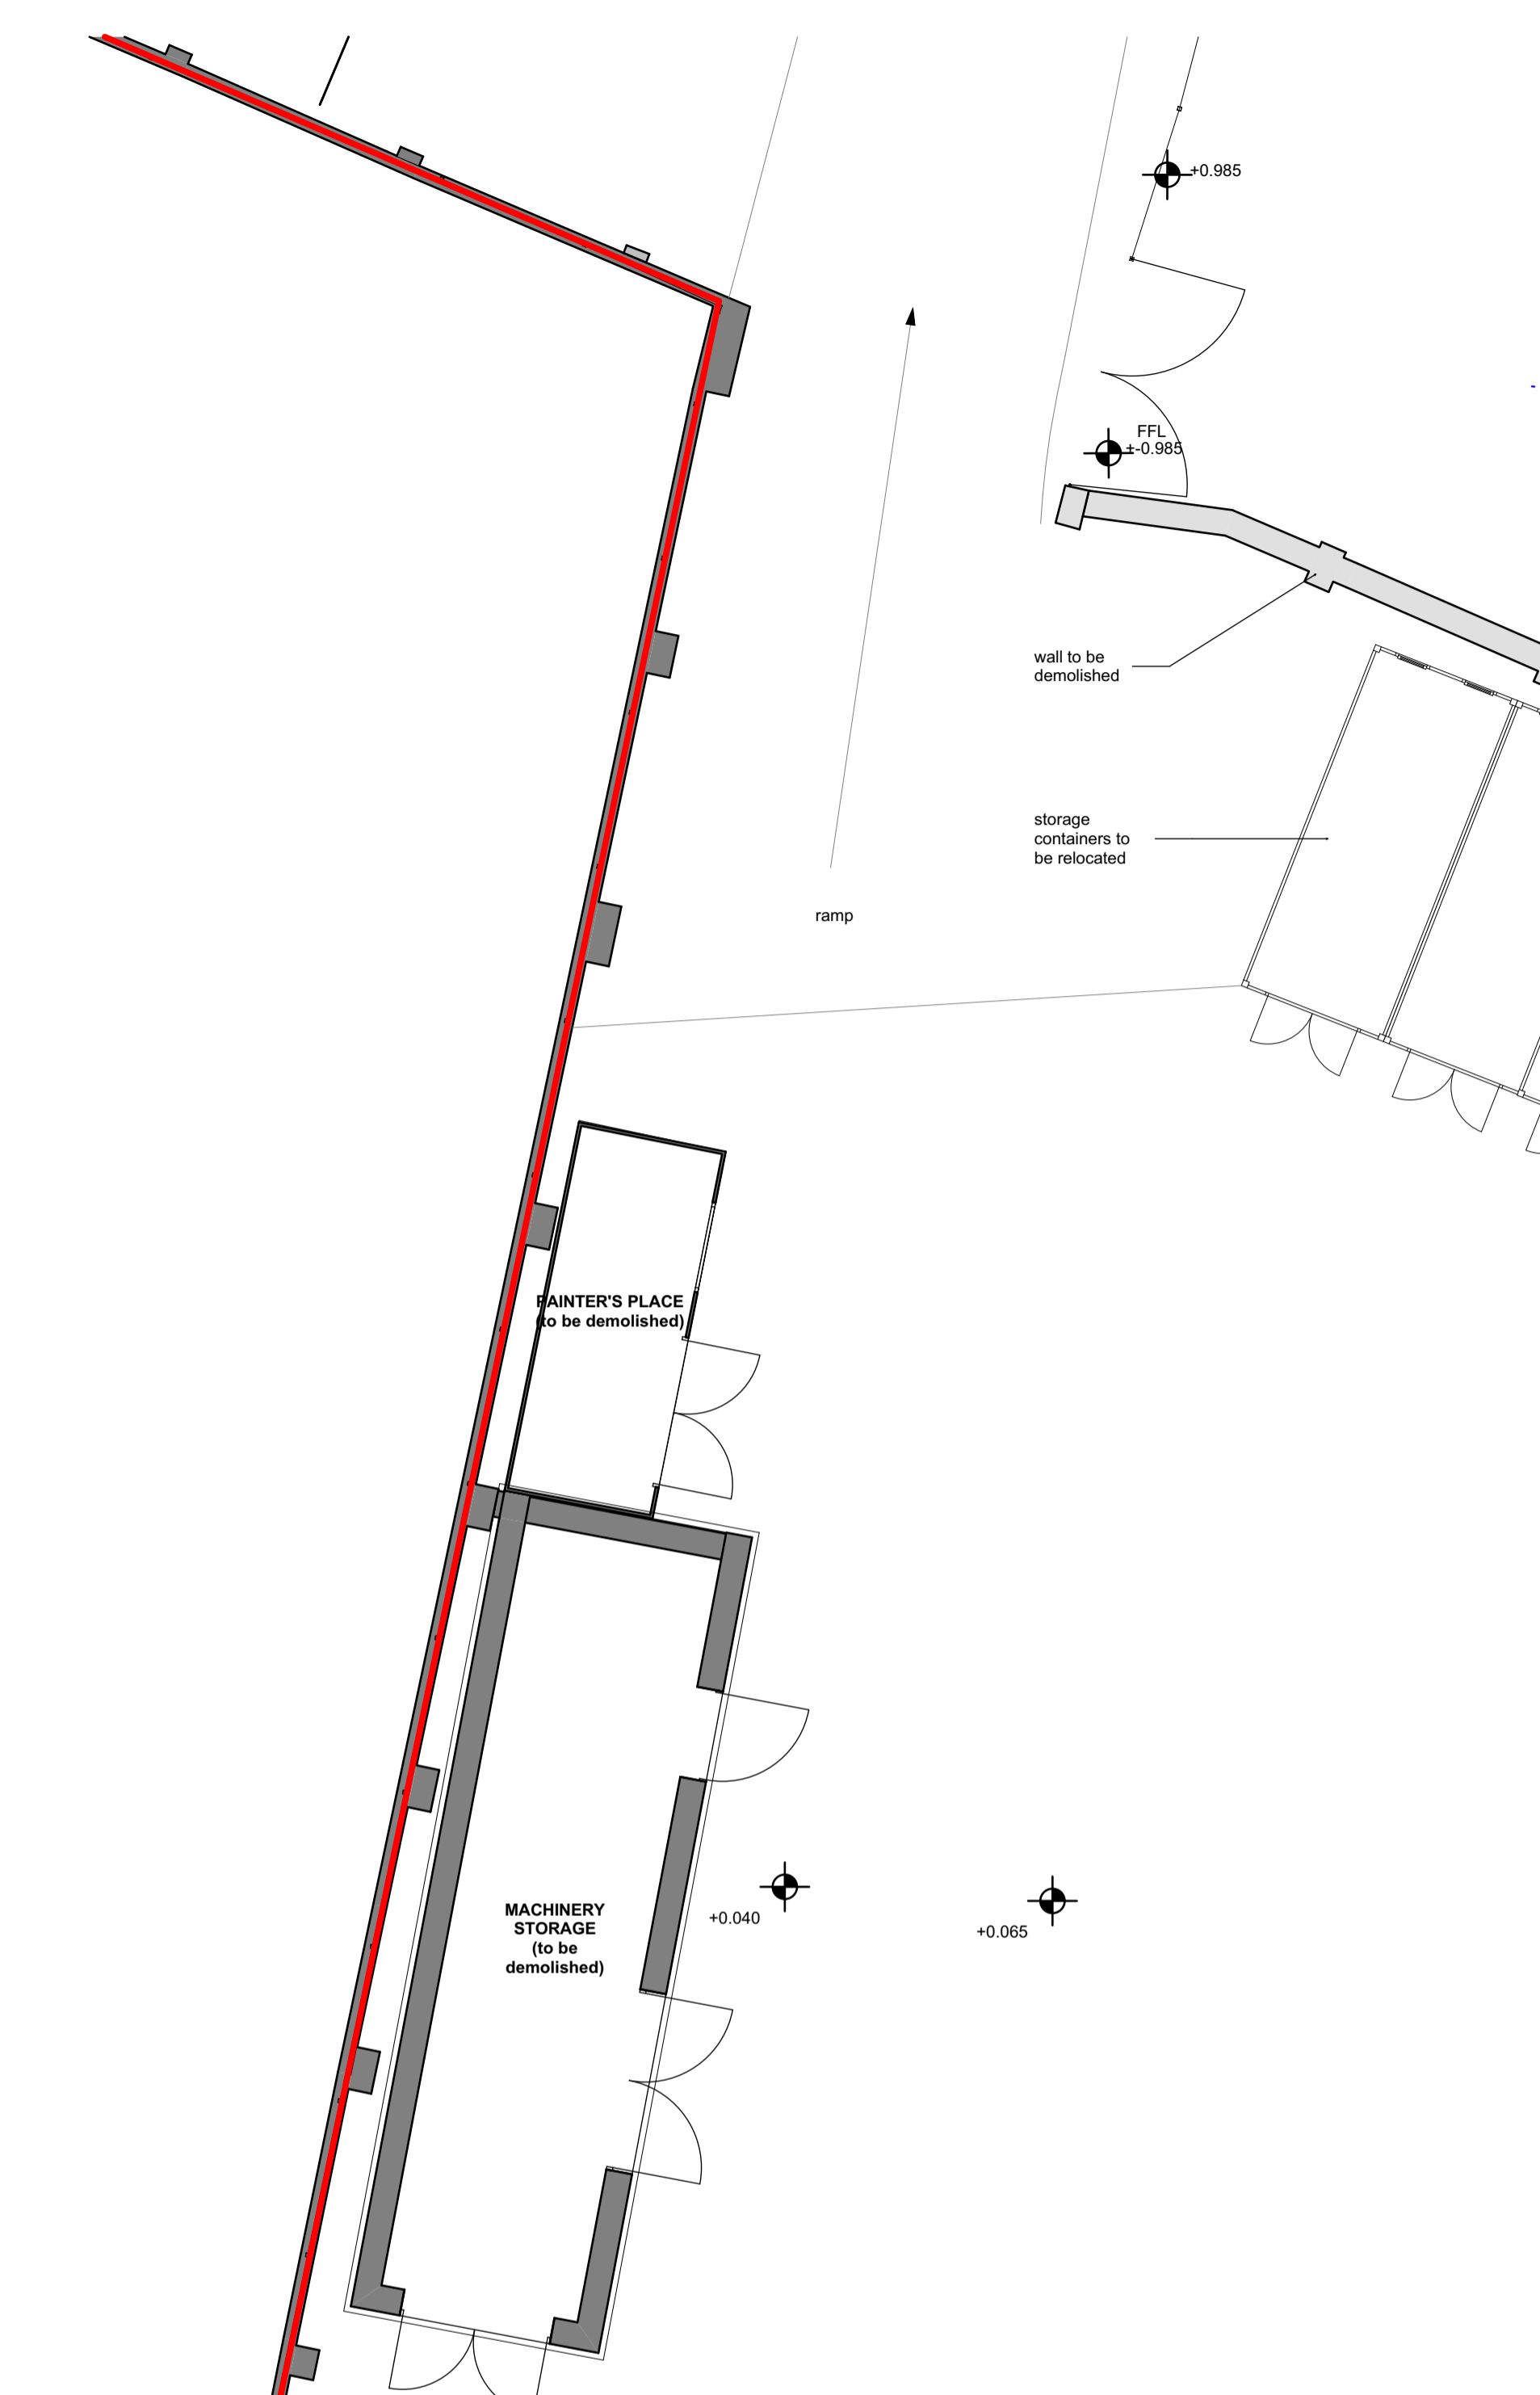 +0.985
FFL
+-0.985
wall to be
demolished
storage
containers to
be relocated
ramp
PAINTER'S PLACE
(to be demolished)
MACHINERY
STORAGE
(to be
demolished)
+0.040
+0.065